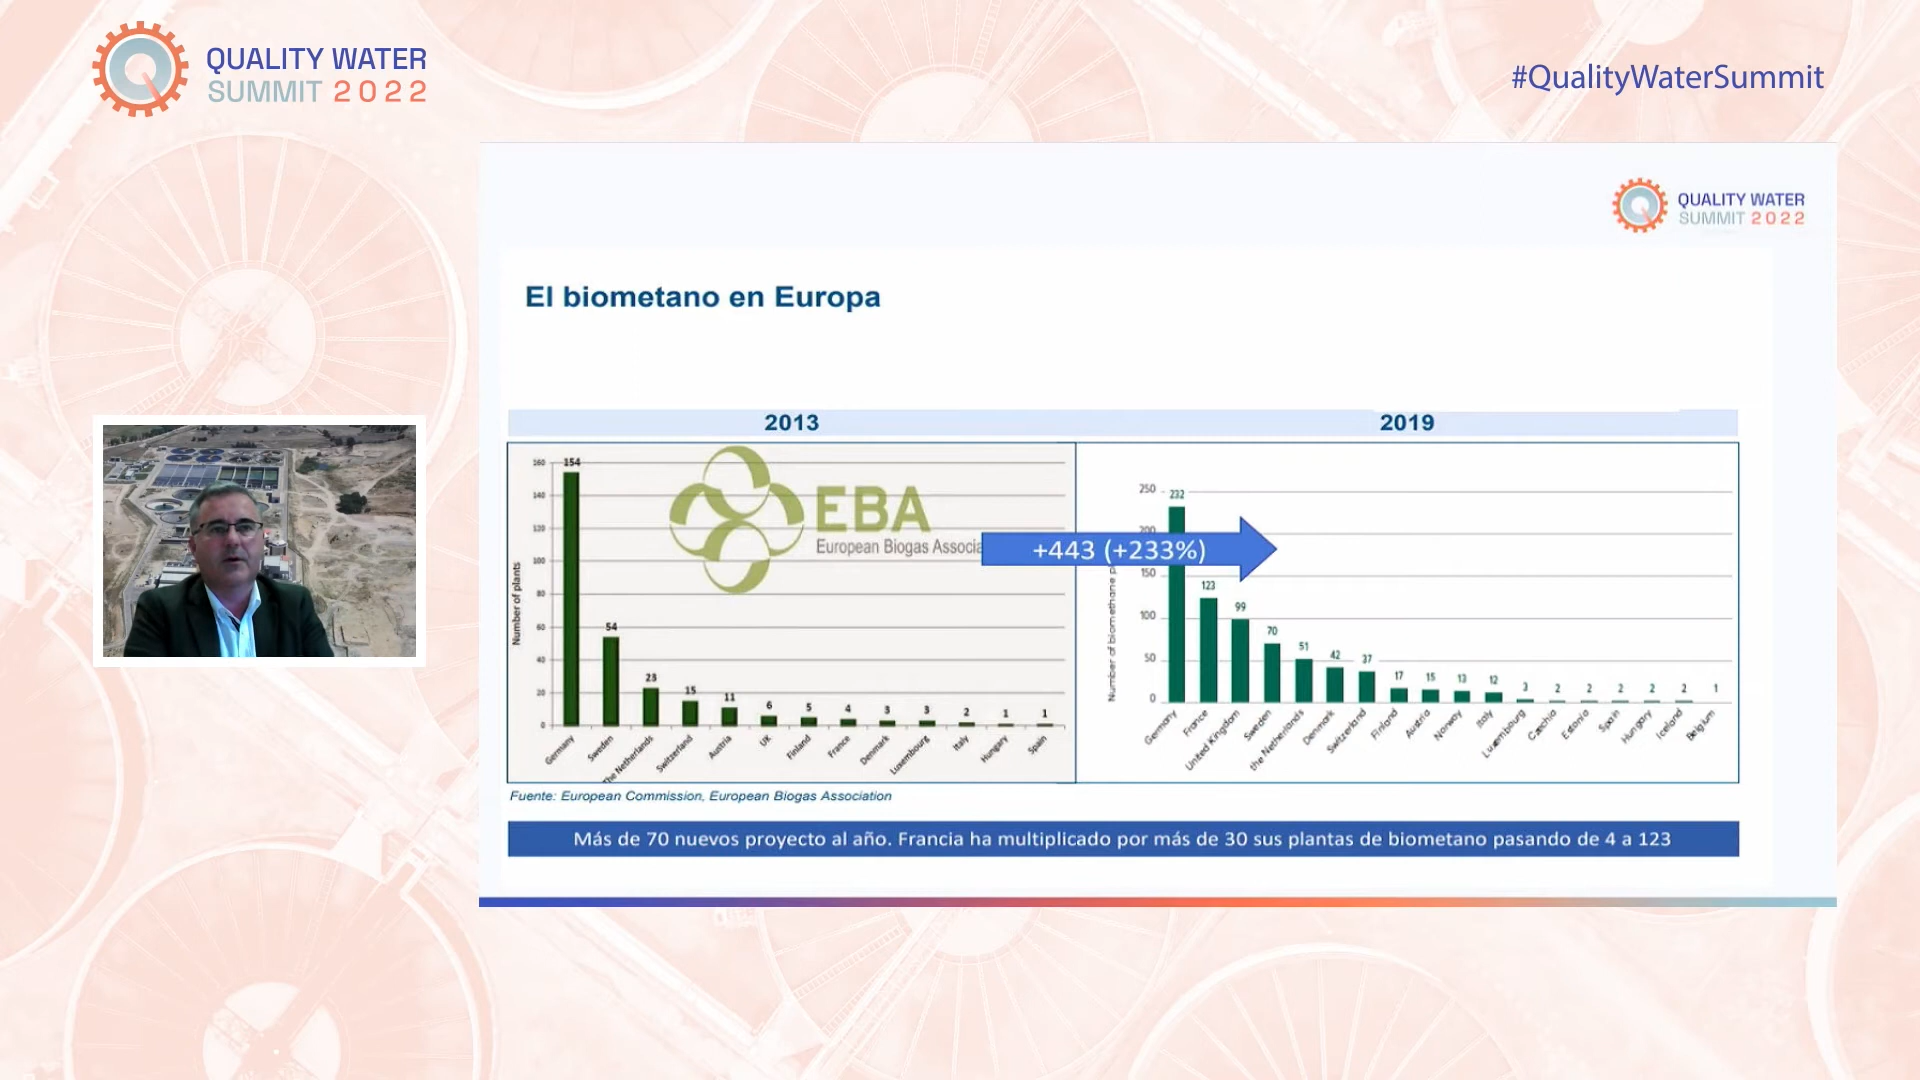 QUALITY WATER
SUMMIT 2022
#QualityWaterSummit
QUALITY WATER
SUMMIT 2022
El biometano en Europa
2013
2019
160
140
120
100
80
60
40
20
0
Number of plants
154
54
23
15
11
6
5
4
3
3
2
1
1
Germany
Sweden
The Netherlands
Switzerland
Austria
UK
Finland
France
Denmark
Luxembourg
Italy
Hungary
Spain
EBA
European Biogas Associa
+443 (+233%)
250
200
150
100
50
0
Number of biomethane p
232
123
99
70
51
42
37
17
15
13
12
3
2
2
2
2
2
1
Germany
France
United Kingdom
Sweden
the Netherlands
Denmark
Switzerland
Finland
Austria
Norway
Italy
Luxembourg
Czechia
Estonia
Spain
Hungary
Iceland
Belgium
Fuente: European Commission, European Biogas Association
Más de 70 nuevos proyecto al año. Francia ha multiplicado por más de 30 sus plantas de biometano pasando de 4 a 123